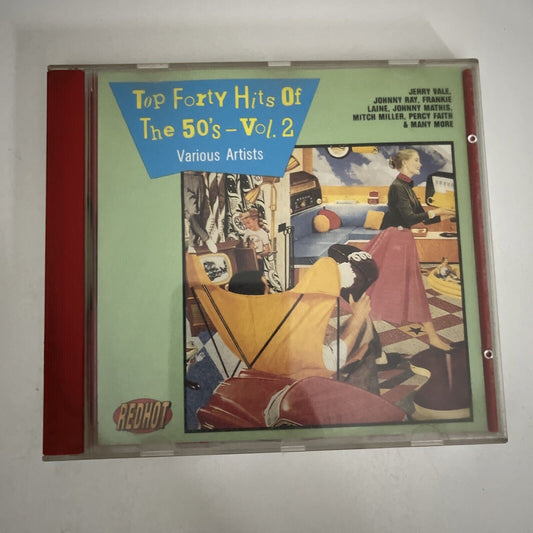 Top Forty Hits Of
The 50's – Vol. 2
Various Artists
JERRY VALE,
JOHNNY RAY, FRANKIE
LAINE, JOHNNY MATHIS,
MITCH MILLER, PERCY FAITH
& MANY MORE
REDHOT